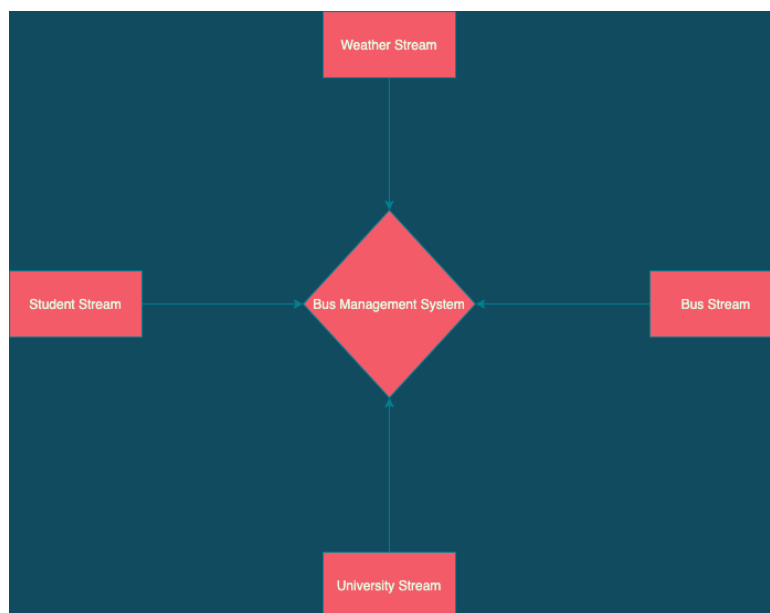 Weather Stream
Student Stream
Bus Management System
Bus Stream
University Stream